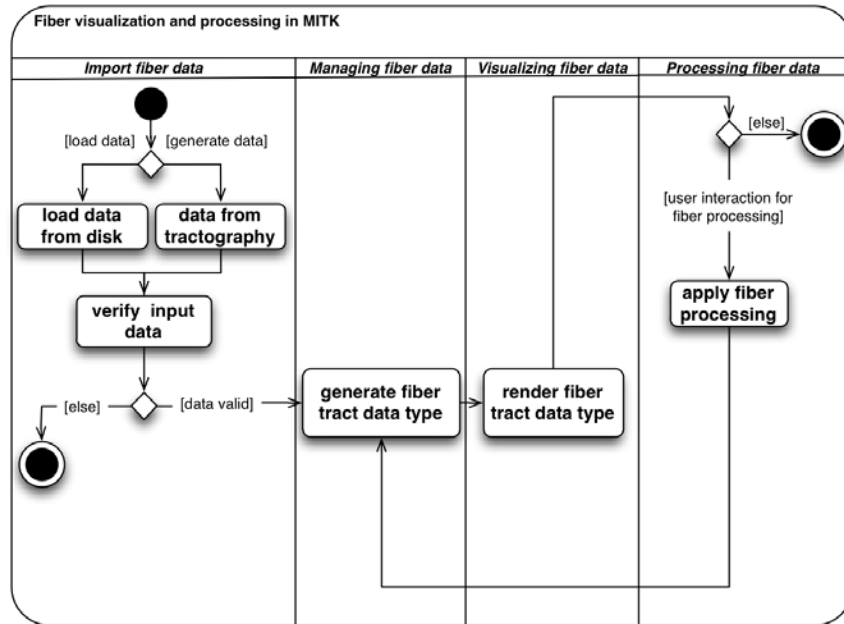 Fiber visualization and processing in MITK
Import fiber data
Managing fiber data
Visualizing fiber data
Processing fiber data
[load data]
[generate data]
load data
from disk
data from
tractography
verify input
data
[else]
[data valid]
generate fiber
tract data type
render fiber
tract data type
[else]
[user interaction for
fiber processing]
apply fiber
processing